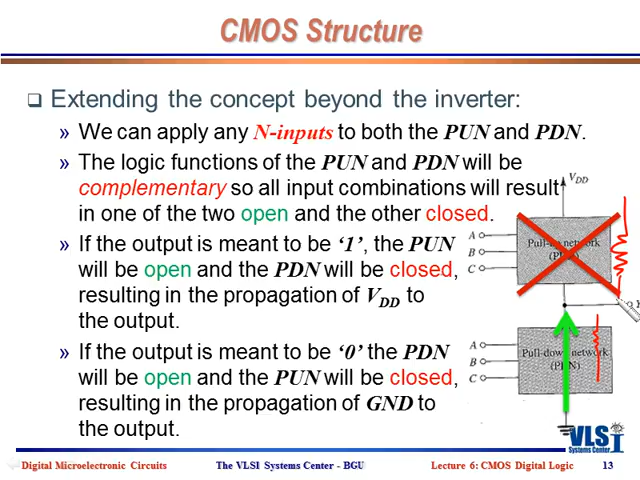 CMOS Structure
Extending the concept beyond the inverter:
» We can apply any N-inputs to both the PUN and PDN.
» The logic functions of the PUN and PDN will be
complementary so all input combinations will result
in one of the two open and the other closed.
» If the output is meant to be ‘1’, the PUN
will be open and the PDN will be closed,
resulting in the propagation of VDD to
the output.
» If the output is meant to be ‘0’ the PDN
will be open and the PUN will be closed,
resulting in the propagation of GND to
the output.
VDD
A
B
C
Pull-up network
(PUN)
Y
A
B
C
Pull-down network
(PDN)
VLSI
Systems Center
Digital Microelectronic Circuits
The VLSI Systems Center - BGU
Lecture 6: CMOS Digital Logic
13